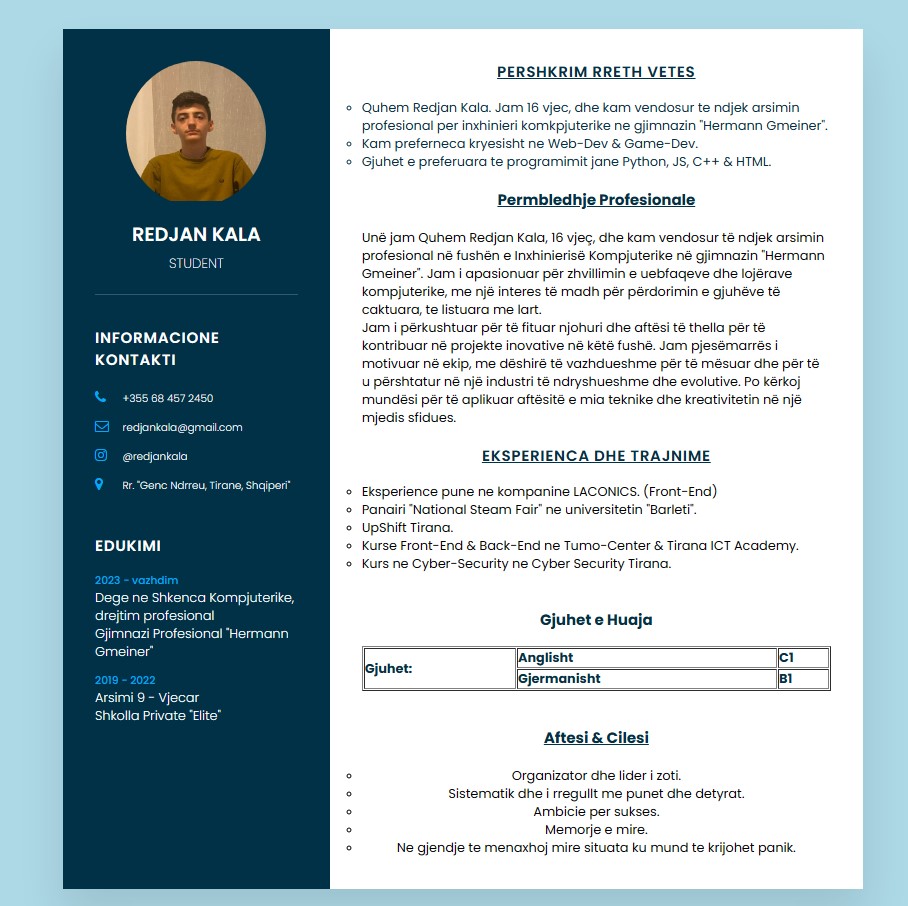 REDJAN KALA
STUDENT
INFORMACIONE
KONTAKTI
+355 68 457 2450
redjankala@gmail.com
@redjankala
Rr. "Genc Ndrreu, Tirane, Shqiperi"
EDUKIMI
2023 - vazhdim
Dege ne Shkenca Kompjuterike,
drejtim profesional
Gjimnazi Profesional "Hermann
Gmeiner"
2019 - 2022
Arsimi 9 - Vjecar
Shkolla Private "Elite"
PERSHKRIM RRETH VETES
Quhem Redjan Kala. Jam 16 vjec, dhe kam vendosur te ndjek arsimin
profesional per inxhinieri komkpjuterike ne gjimnazin "Hermann Gmeiner".
Kam preferneca kryesisht ne Web-Dev & Game-Dev.
Gjuhet e preferuara te programimit jane Python, JS, C++ & HTML.
Permbledhje Profesionale
Unë jam Quhem Redjan Kala, 16 vjeç, dhe kam vendosur të ndjek arsimin
profesional në fushën e Inxhinierisë Kompjuterike në gjimnazin "Hermann
Gmeiner". Jam i apasionuar për zhvillimin e uebfaqeve dhe lojërave
kompjuterike, me një interes të madh për përdorimin e gjuhëve të
caktuara, te listuara me lart.
Jam i përkushtuar për të fituar njohuri dhe aftësi të thella për të
kontribuar në projekte inovative në këtë fushë. Jam pjesëmarrës i
motivuar në ekip, me dëshirë të vazhdueshme për të mësuar dhe për të
u përshtatur në një industri të ndryshueshme dhe evolutive. Po kërkoj
mundësi për të aplikuar aftësitë e mia teknike dhe kreativitetin në një
mjedis sfidues.
EKSPERIENCA DHE TRAJNIME
Eksperience pune ne kompanine LACONICS. (Front-End)
Panairi "National Steam Fair" ne universitetin "Barleti".
UpShift Tirana.
Kurse Front-End & Back-End ne Tumo-Center & Tirana ICT Academy.
Kurs ne Cyber-Security ne Cyber Security Tirana.
Gjuhet e Huaja
Gjuhet:
Anglisht C1
Gjermanisht B1
Aftesi & Cilesi
Organizator dhe lider i zoti.
Sistematik dhe i rregullt me punet dhe detyrat.
Ambicie per sukses.
Memorje e mire.
Ne gjendje te menaxhoj mire situata ku mund te krijohet panik.